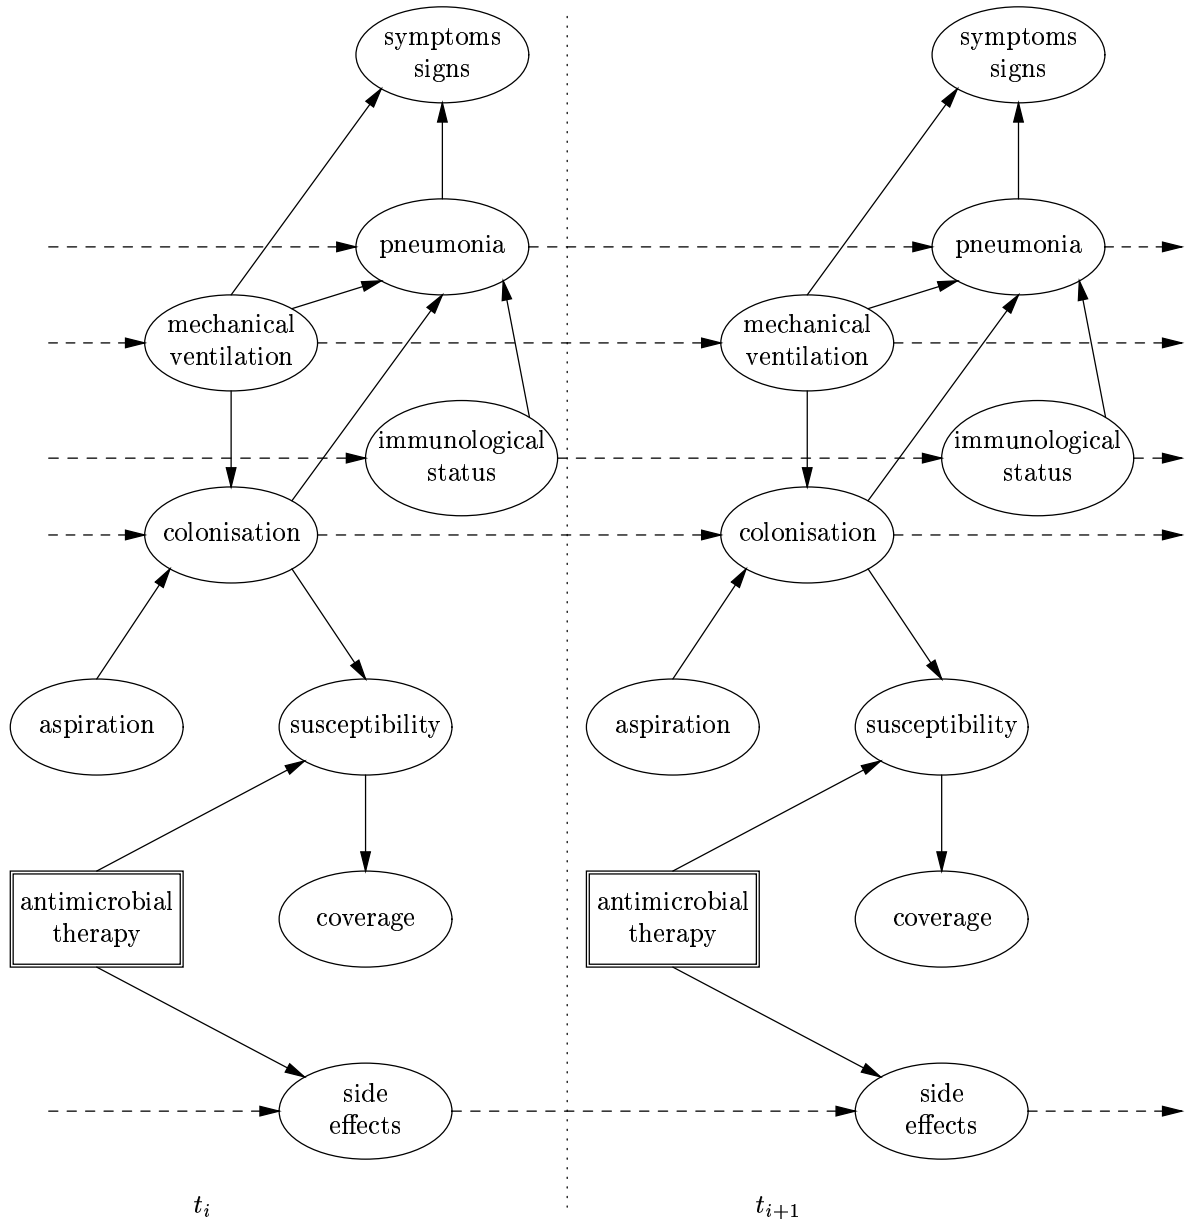 symptoms
signs
pneumonia
mechanical
ventilation
immunological
status
colonisation
aspiration
susceptibility
antimicrobial
therapy
coverage
side
effects
t_i
symptoms
signs
pneumonia
mechanical
ventilation
immunological
status
colonisation
aspiration
susceptibility
antimicrobial
therapy
coverage
side
effects
t_{i+1}